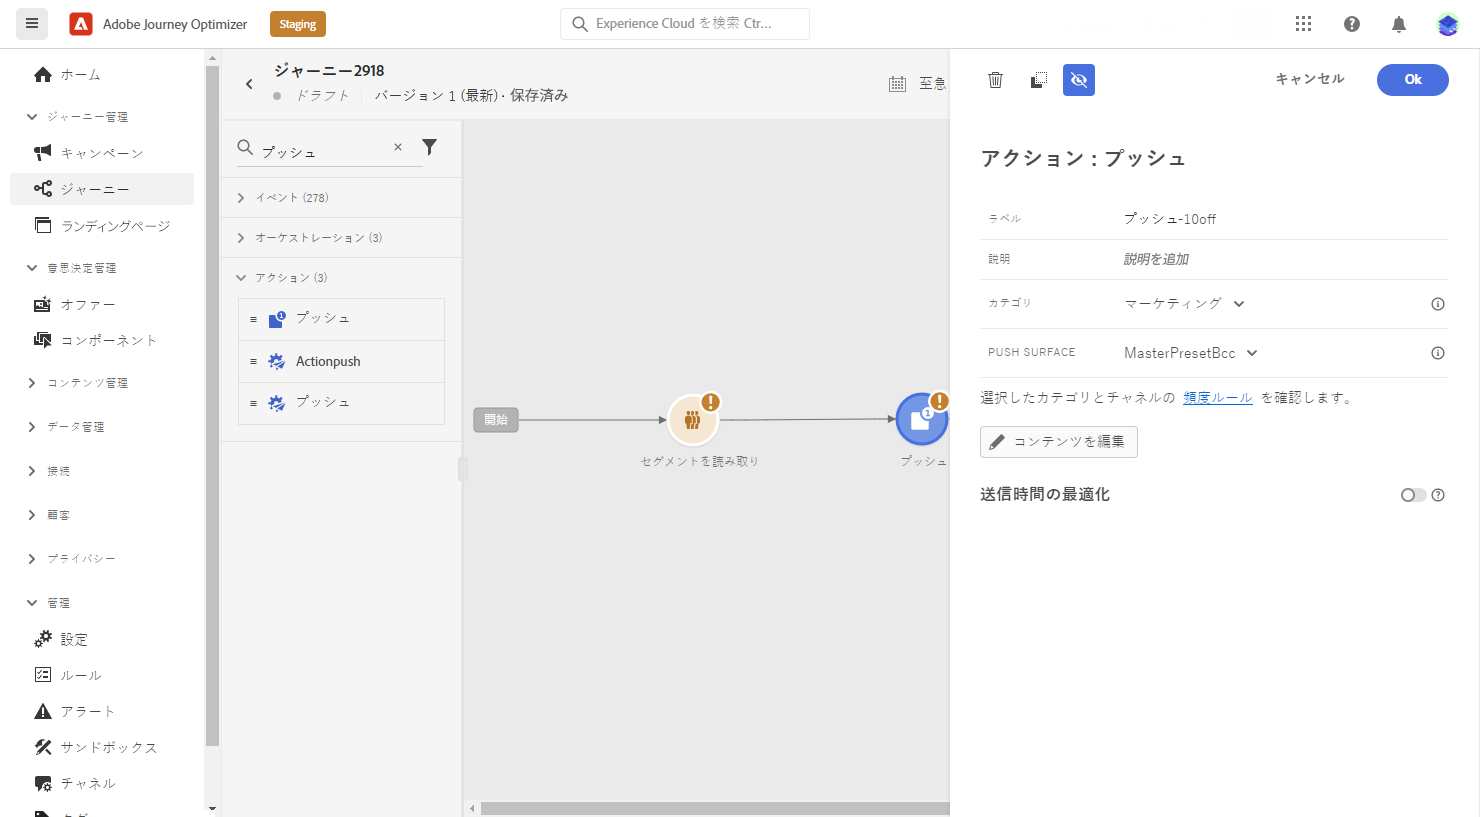 Adobe Journey Optimizer
Staging
Experience Cloud を検索 Ctr...
ホーム
ジャーニー管理
キャンペーン
ジャーニー
ランディングページ
意思決定管理
オファー
コンポーネント
コンテンツ管理
データ管理
接続
顧客
プライバシー
管理
設定
ルール
アラート
サンドボックス
チャネル
ジャーニー2918
ドラフト
バージョン 1 (最新)・保存済み
至急
プッシュ
イベント (278)
オーケストレーション (3)
アクション (3)
プッシュ
Actionpush
プッシュ
開始
セグメントを読み取り
プッシュ
キャンセル
Ok
アクション : プッシュ
ラベル
プッシュ-10off
説明
説明を追加
カテゴリ
マーケティング
PUSH SURFACE
MasterPresetBcc
選択したカテゴリとチャネルの 頻度ルール を確認します。
コンテンツを編集
送信時間の最適化